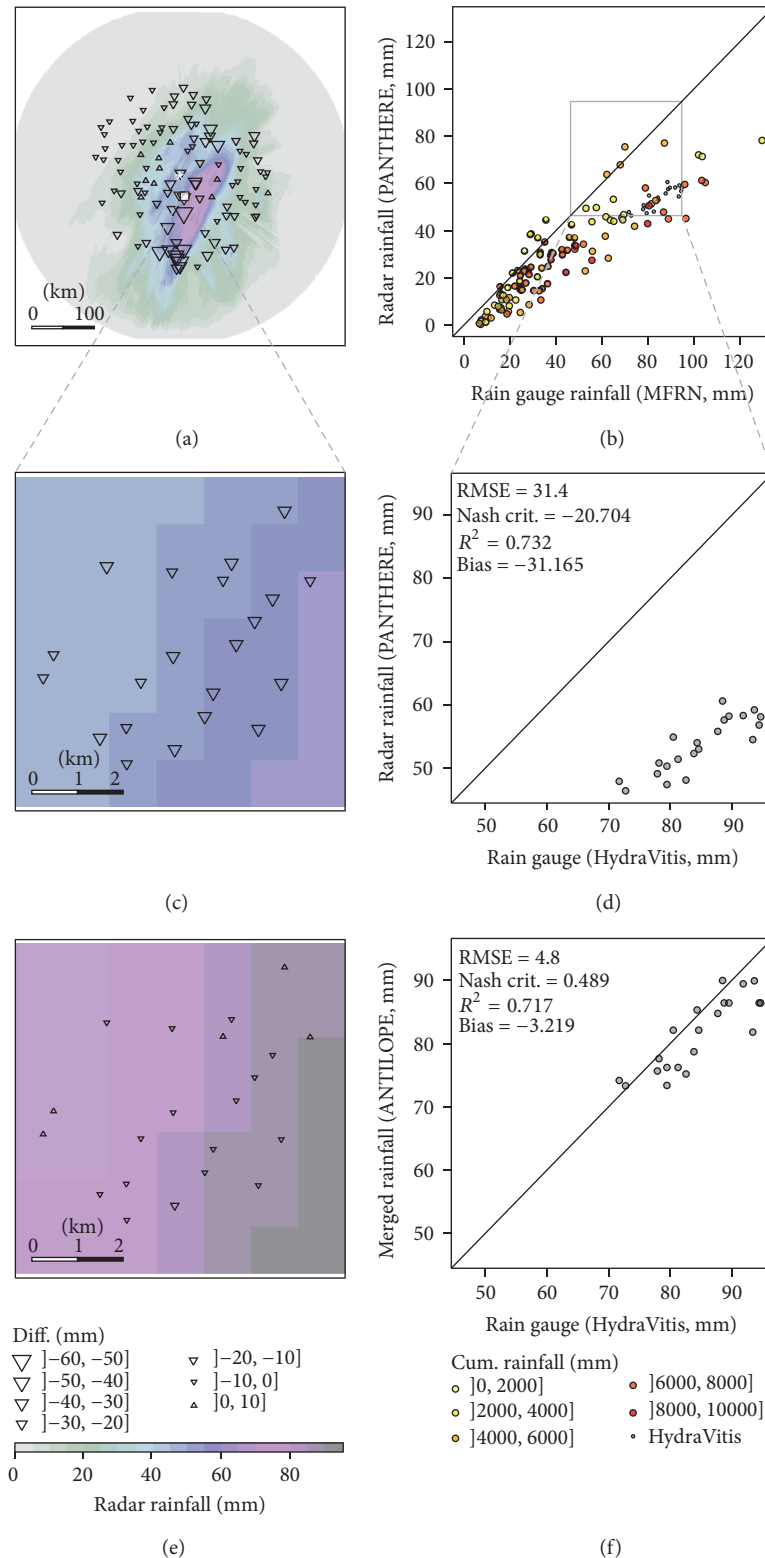 (km)
0 100
(a)
Radar rainfall (PANTHERE, mm)
120
100
80
60
40
20
0
0 20 40 60 80 100 120
Rain gauge rainfall (MFRN, mm)
(b)
(km)
0 1 2
(c)
RMSE = 31.4
Nash crit. = −20.704
R² = 0.732
Bias = −31.165
Radar rainfall (PANTHERE, mm)
90
80
70
60
50
50 60 70 80 90
Rain gauge (HydraVitis, mm)
(d)
(km)
0 1 2
Diff. (mm)
]−60, −50]
]−50, −40]
]−40, −30]
]−30, −20]
]−20, −10]
]−10, 0]
]0, 10]
0 20 40 60 80
Radar rainfall (mm)
(e)
RMSE = 4.8
Nash crit. = 0.489
R² = 0.717
Bias = −3.219
Merged rainfall (ANTILOPE, mm)
90
80
70
60
50
50 60 70 80 90
Rain gauge (HydraVitis, mm)
Cum. rainfall (mm)
]0, 2000]
]2000, 4000]
]4000, 6000]
]6000, 8000]
]8000, 10000]
HydraVitis
(f)